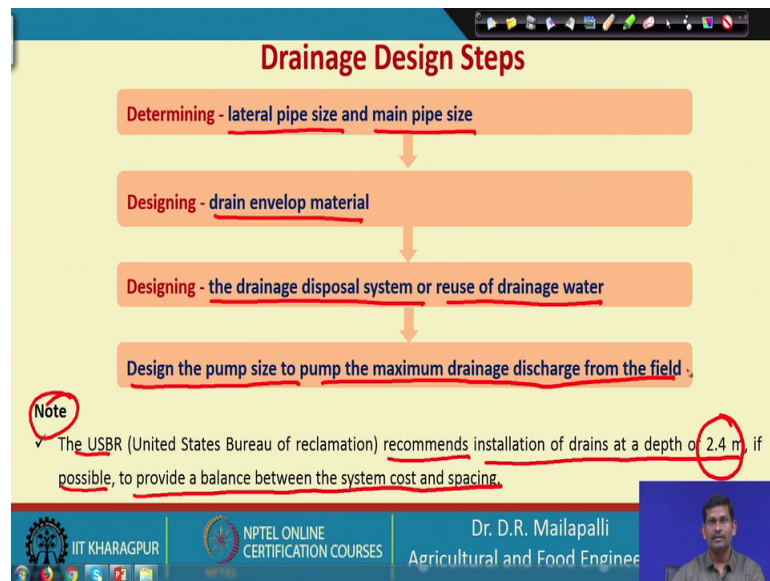 Drainage Design Steps
Determining - lateral pipe size and main pipe size
Designing - drain envelop material
Designing - the drainage disposal system or reuse of drainage water
Design the pump size to pump the maximum drainage discharge from the field
Note
✓ The USBR (United States Bureau of reclamation) recommends installation of drains at a depth of 2.4 m, if
possible, to provide a balance between the system cost and spacing.
IIT KHARAGPUR
NPTEL ONLINE
CERTIFICATION COURSES
Dr. D.R. Mailapalli
Agricultural and Food Enginee